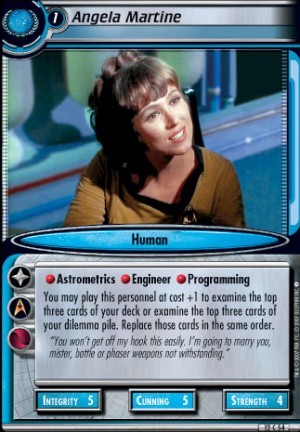 1 Angela Martine
Human
Astrometrics Engineer Programming
You may play this personnel at cost +1 to examine the top
three cards of your deck or examine the top three cards of
your dilemma pile. Replace those cards in the same order.
"You won't get off my hook this easily. I'm going to marry you,
mister, battle or phaser weapons not withstanding."
INTEGRITY 5 CUNNING 5 STRENGTH 4